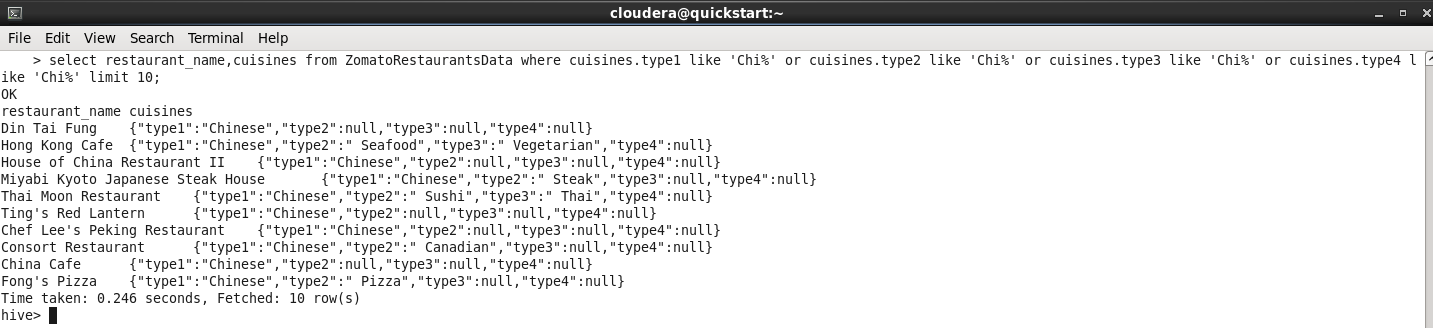 cloudera@quickstart:~
File Edit View Search Terminal Help
    > select restaurant_name,cuisines from ZomatoRestaurantsData where cuisines.type1 like 'Chi%' or cuisines.type2 like 'Chi%' or cuisines.type3 like 'Chi%' or cuisines.type4 l
ike 'Chi%' limit 10;
OK
restaurant_name cuisines
Din Tai Fung    {"type1":"Chinese","type2":null,"type3":null,"type4":null}
Hong Kong Cafe  {"type1":"Chinese","type2":" Seafood","type3":" Vegetarian","type4":null}
House of China Restaurant II    {"type1":"Chinese","type2":null,"type3":null,"type4":null}
Miyabi Kyoto Japanese Steak House       {"type1":"Chinese","type2":" Steak","type3":null,"type4":null}
Thai Moon Restaurant    {"type1":"Chinese","type2":" Sushi","type3":" Thai","type4":null}
Ting's Red Lantern      {"type1":"Chinese","type2":null,"type3":null,"type4":null}
Chef Lee's Peking Restaurant    {"type1":"Chinese","type2":null,"type3":null,"type4":null}
Consort Restaurant      {"type1":"Chinese","type2":" Canadian","type3":null,"type4":null}
China Cafe      {"type1":"Chinese","type2":null,"type3":null,"type4":null}
Fong's Pizza    {"type1":"Chinese","type2":" Pizza","type3":null,"type4":null}
Time taken: 0.246 seconds, Fetched: 10 row(s)
hive>